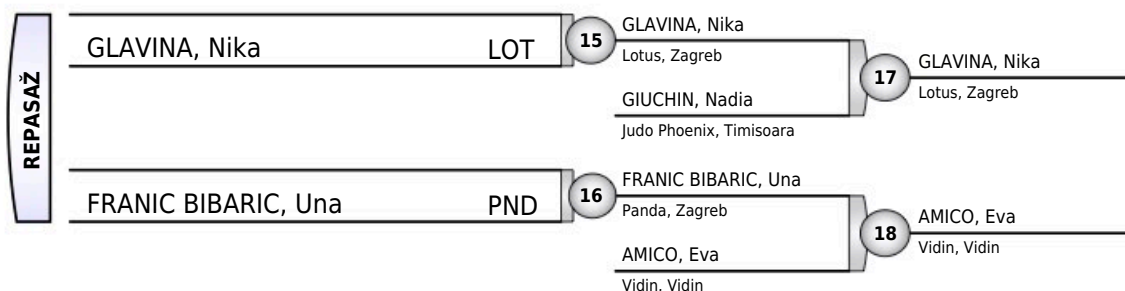 REPASAŽ
GLAVINA, Nika LOT
15
GLAVINA, Nika
Lotus, Zagreb
GIUCHIN, Nadia
Judo Phoenix, Timisoara
17
GLAVINA, Nika
Lotus, Zagreb
FRANIC BIBARIC, Una PND
16
FRANIC BIBARIC, Una
Panda, Zagreb
AMICO, Eva
Vidin, Vidin
18
AMICO, Eva
Vidin, Vidin